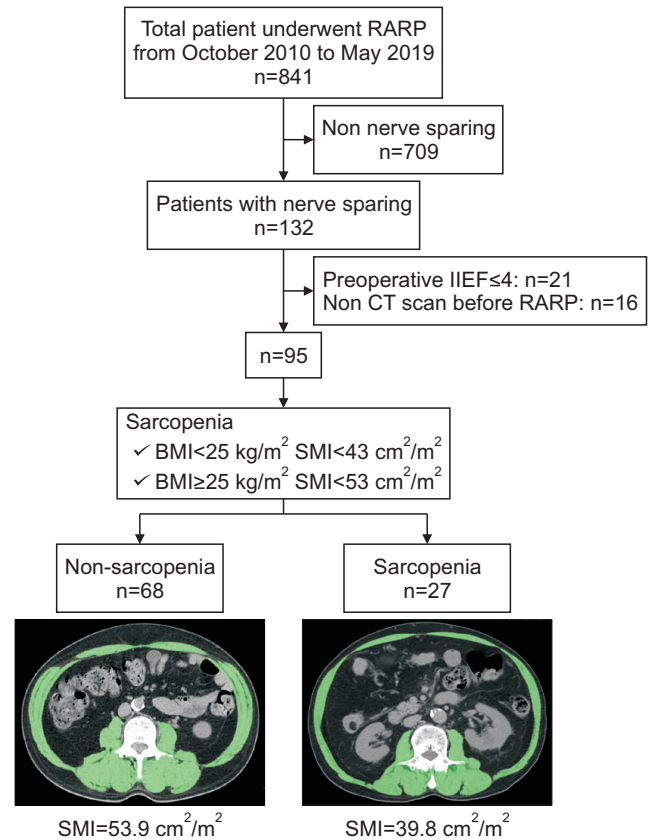 Total patient underwent RARP
from October 2010 to May 2019
n=841
Non nerve sparing
n=709
Patients with nerve sparing
n=132
Preoperative IIEF≤4: n=21
Non CT scan before RARP: n=16
n=95
Sarcopenia
✓ BMI<25 kg/m² SMI<43 cm²/m²
✓ BMI≥25 kg/m² SMI<53 cm²/m²
Non-sarcopenia
n=68
Sarcopenia
n=27
SMI=53.9 cm²/m²
SMI=39.8 cm²/m²